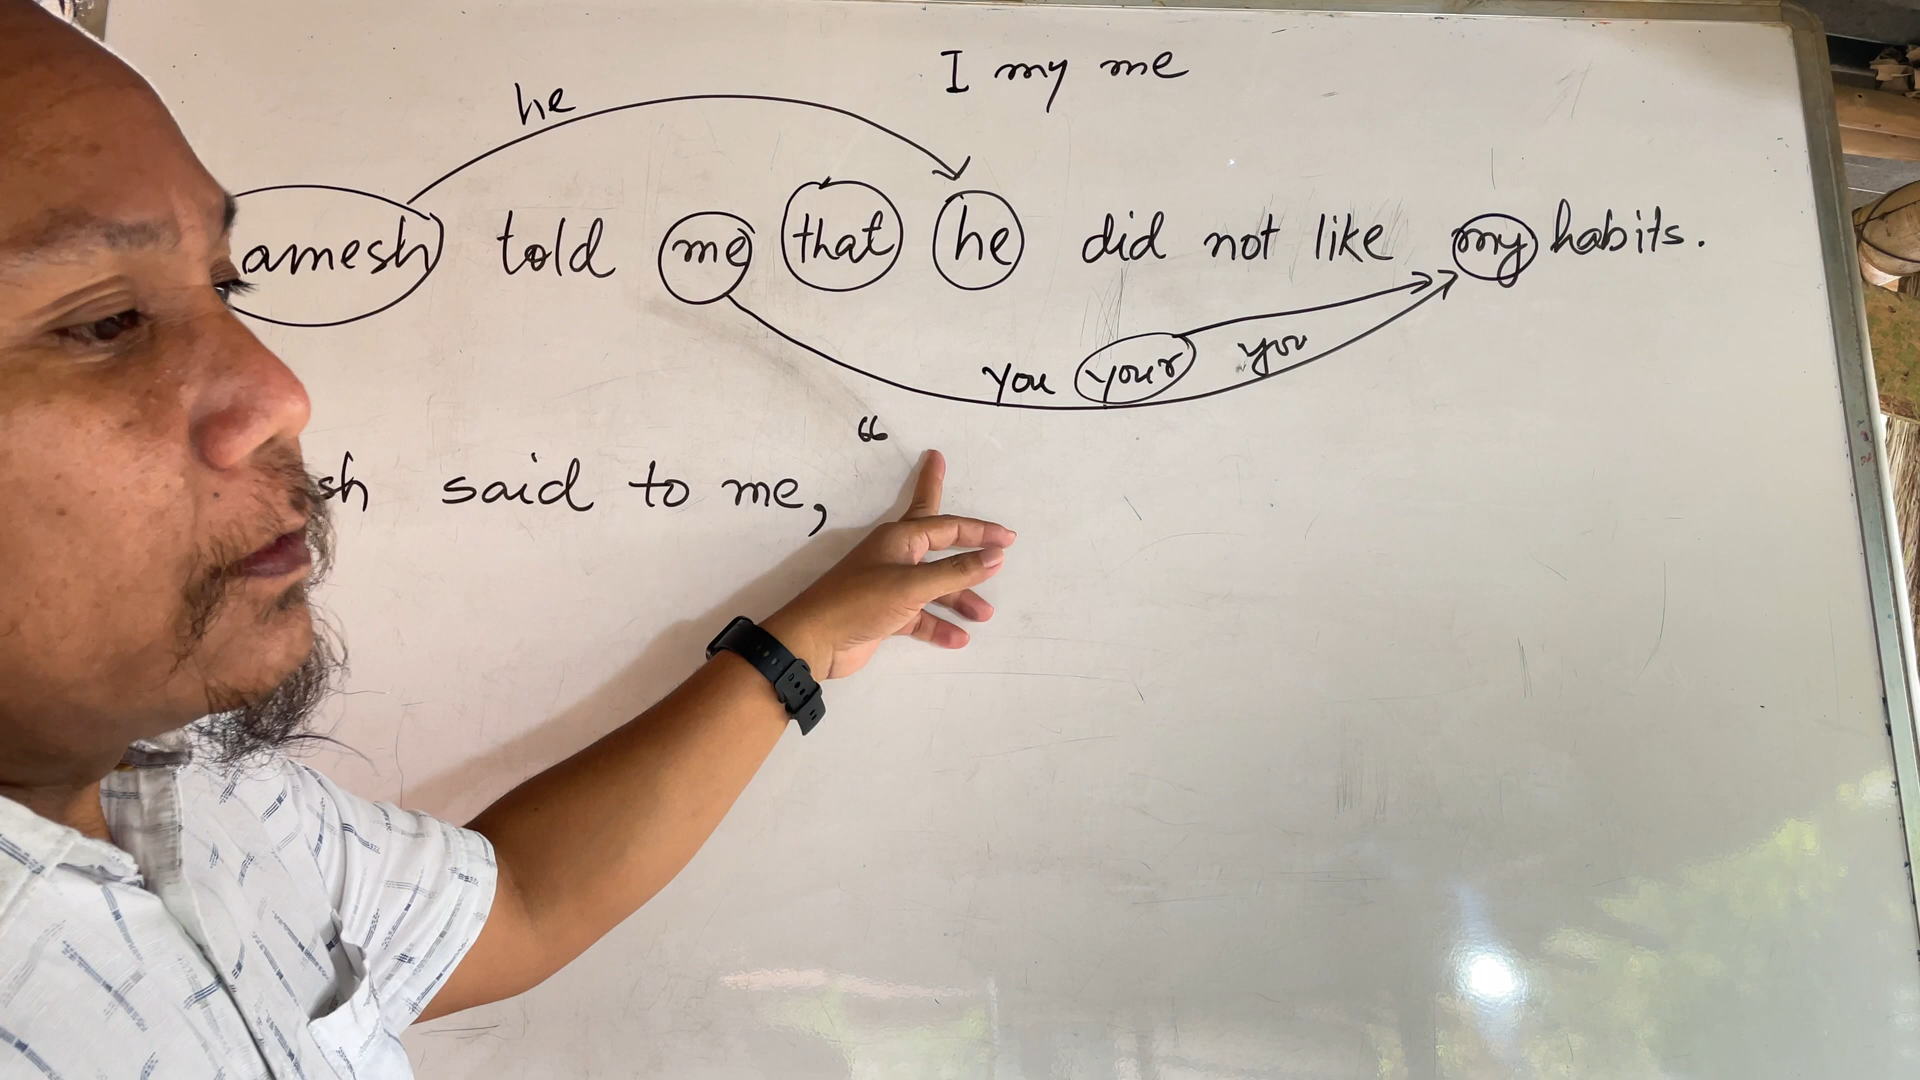 I my me
he
amesh told me that he did not like my habits.
you your you
sh said to me, "